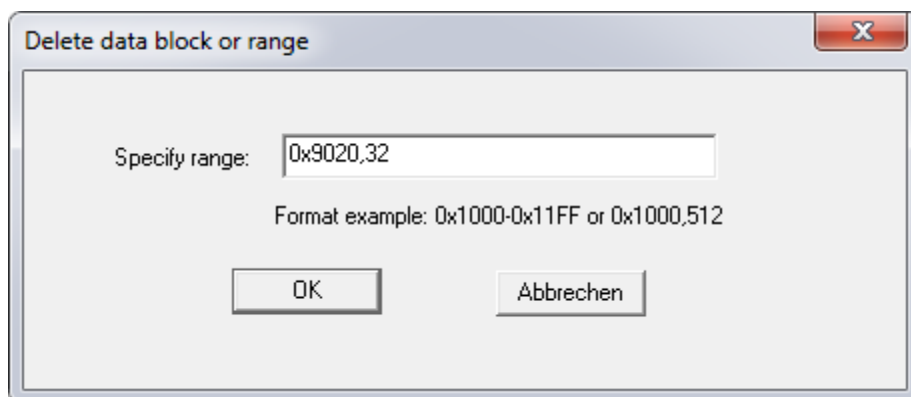 Delete data block or range
Specify range: 0x9020,32
Format example: 0x1000-0x11FF or 0x1000,512
OK Abbrechen